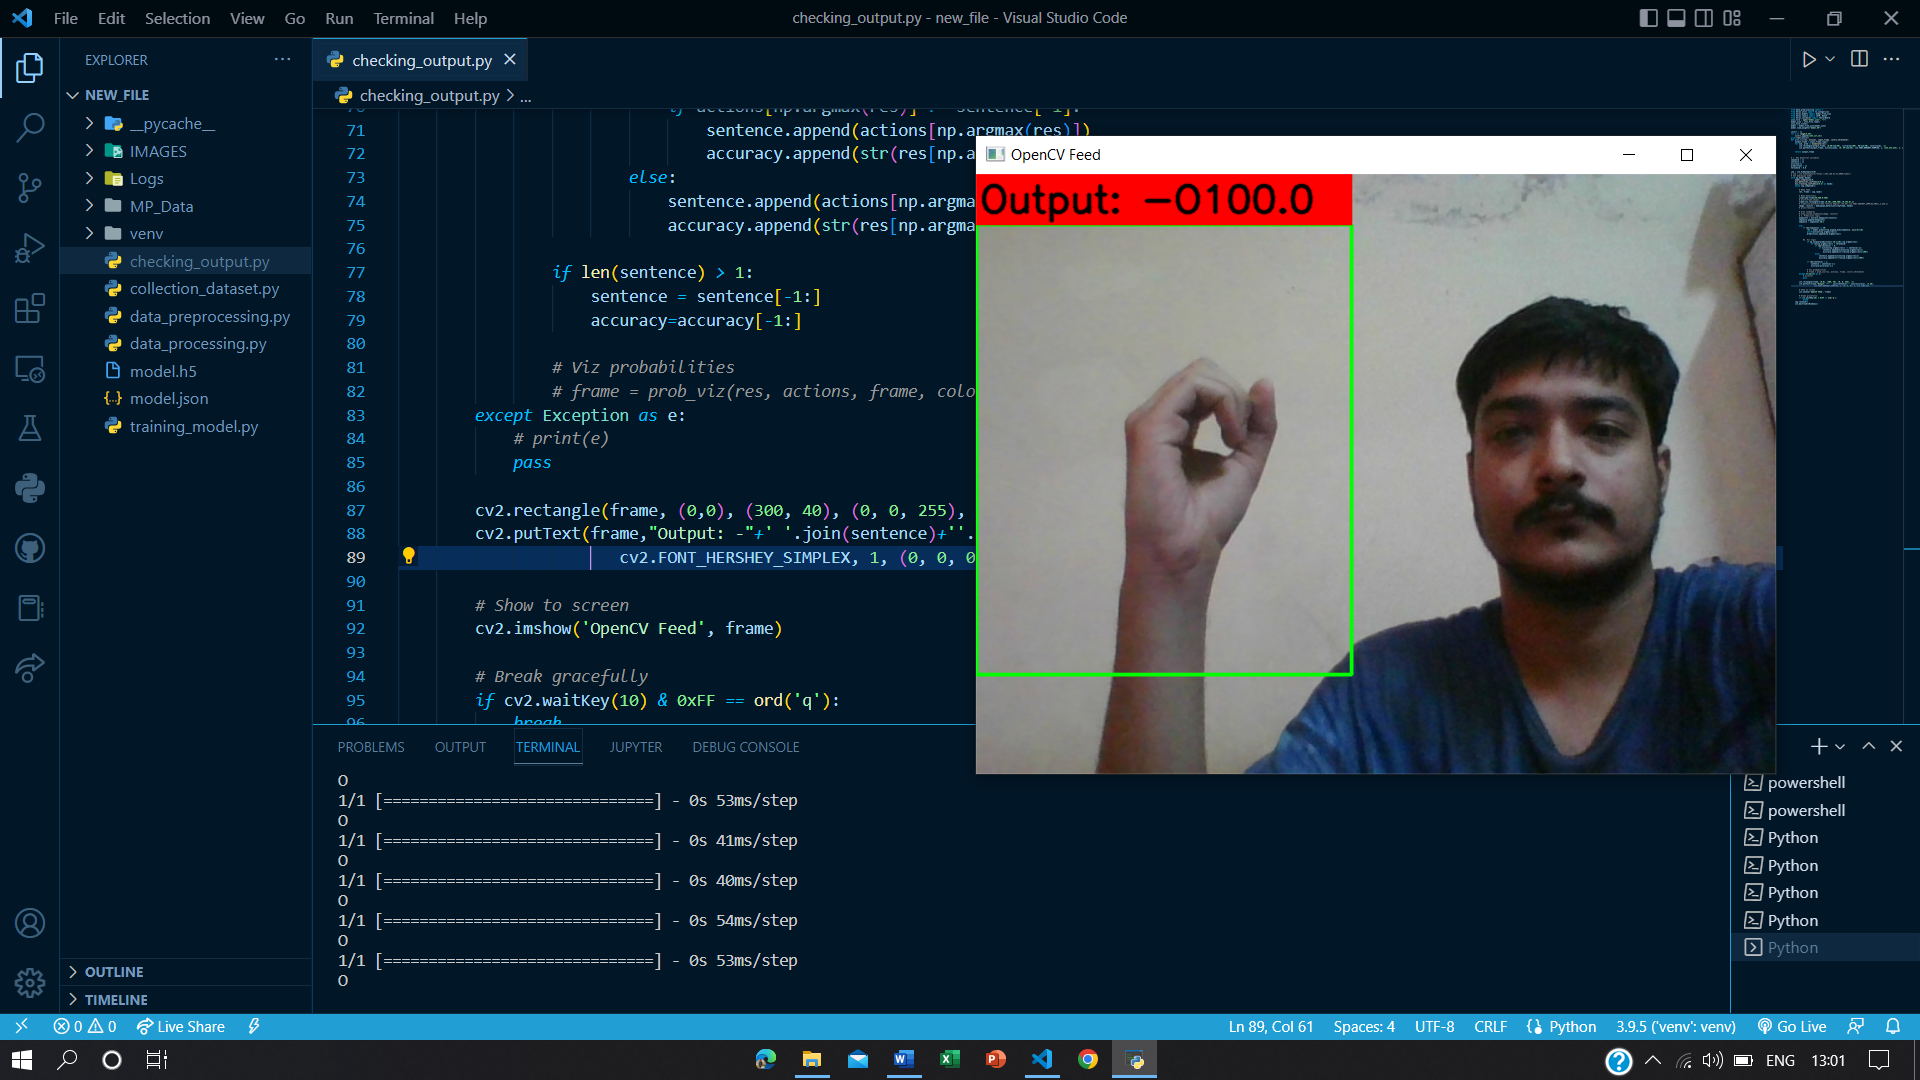 File Edit Selection View Go Run Terminal Help
checking_output.py - new_file - Visual Studio Code
EXPLORER
NEW_FILE
__pycache__
IMAGES
Logs
MP_Data
venv
checking_output.py
collection_dataset.py
data_preprocessing.py
data_processing.py
model.h5
model.json
training_model.py
OUTLINE
TIMELINE
checking_output.py
checking_output.py > ...
71 sentence.append(actions[np.argmax(res)])
72 accuracy.append(str(res[np.a
73 else:
74 sentence.append(actions[np.argma
75 accuracy.append(str(res[np.argma
76
77 if len(sentence) > 1:
78 sentence = sentence[-1:]
79 accuracy=accuracy[-1:]
80
81 # Viz probabilities
82 # frame = prob_viz(res, actions, frame, colo
83 except Exception as e:
84 # print(e)
85 pass
86
87 cv2.rectangle(frame, (0,0), (300, 40), (0, 0, 255),
88 cv2.putText(frame,"Output: -"+' '.join(sentence)+''.
89 cv2.FONT_HERSHEY_SIMPLEX, 1, (0, 0, 0
90
91 # Show to screen
92 cv2.imshow('OpenCV Feed', frame)
93
94 # Break gracefully
95 if cv2.waitKey(10) & 0xFF == ord('q'):
96 break
OpenCV Feed
Output: -O100.0
PROBLEMS OUTPUT TERMINAL JUPYTER DEBUG CONSOLE
O
1/1 [==============================] - 0s 53ms/step
O
1/1 [==============================] - 0s 41ms/step
O
1/1 [==============================] - 0s 40ms/step
O
1/1 [==============================] - 0s 54ms/step
O
1/1 [==============================] - 0s 53ms/step
O
powershell
powershell
Python
Python
Python
Python
Python
0 0 Live Share
Ln 89, Col 61 Spaces: 4 UTF-8 CRLF Python 3.9.5 ('venv': venv) Go Live
ENG 13:01